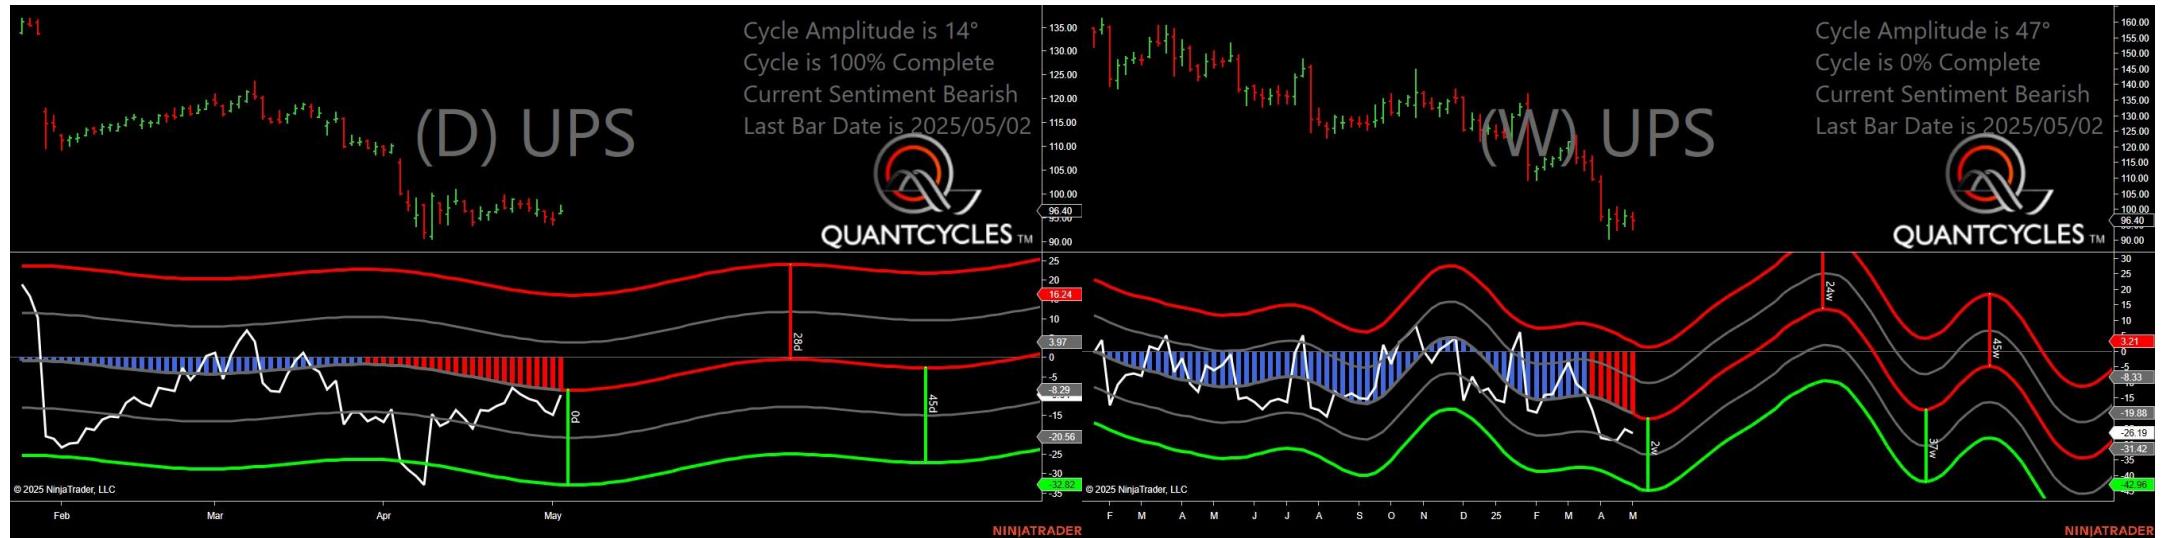 Cycle Amplitude is 14°
Cycle is 100% Complete
Current Sentiment Bearish
Last Bar Date is 2025/05/02
(D) UPS
QUANTCYCLES TM
135.00
130.00
125.00
120.00
115.00
110.00
105.00
100.00
96.40
90.00
25
20
16.24
10
3.97
0
-5
-8.29
-15
-20.56
-25
-30
-32.82
-35
28d
0d
45d
© 2025 NinjaTrader, LLC
Feb Mar Apr May
NINJATRADER
Cycle Amplitude is 47°
Cycle is 0% Complete
Current Sentiment Bearish
Last Bar Date is 2025/05/02
(W) UPS
QUANTCYCLES TM
160.00
155.00
150.00
145.00
140.00
135.00
130.00
125.00
120.00
115.00
110.00
105.00
100.00
96.40
90.00
30
25
20
15
10
5
3.21
0
-5
-8.33
-15
-19.88
-26.19
-31.42
-35
-40
-42.96
24w
45w
2w
37w
© 2025 NinjaTrader, LLC
F M A M J J A S O N D 25 F M A M
NINJATRADER